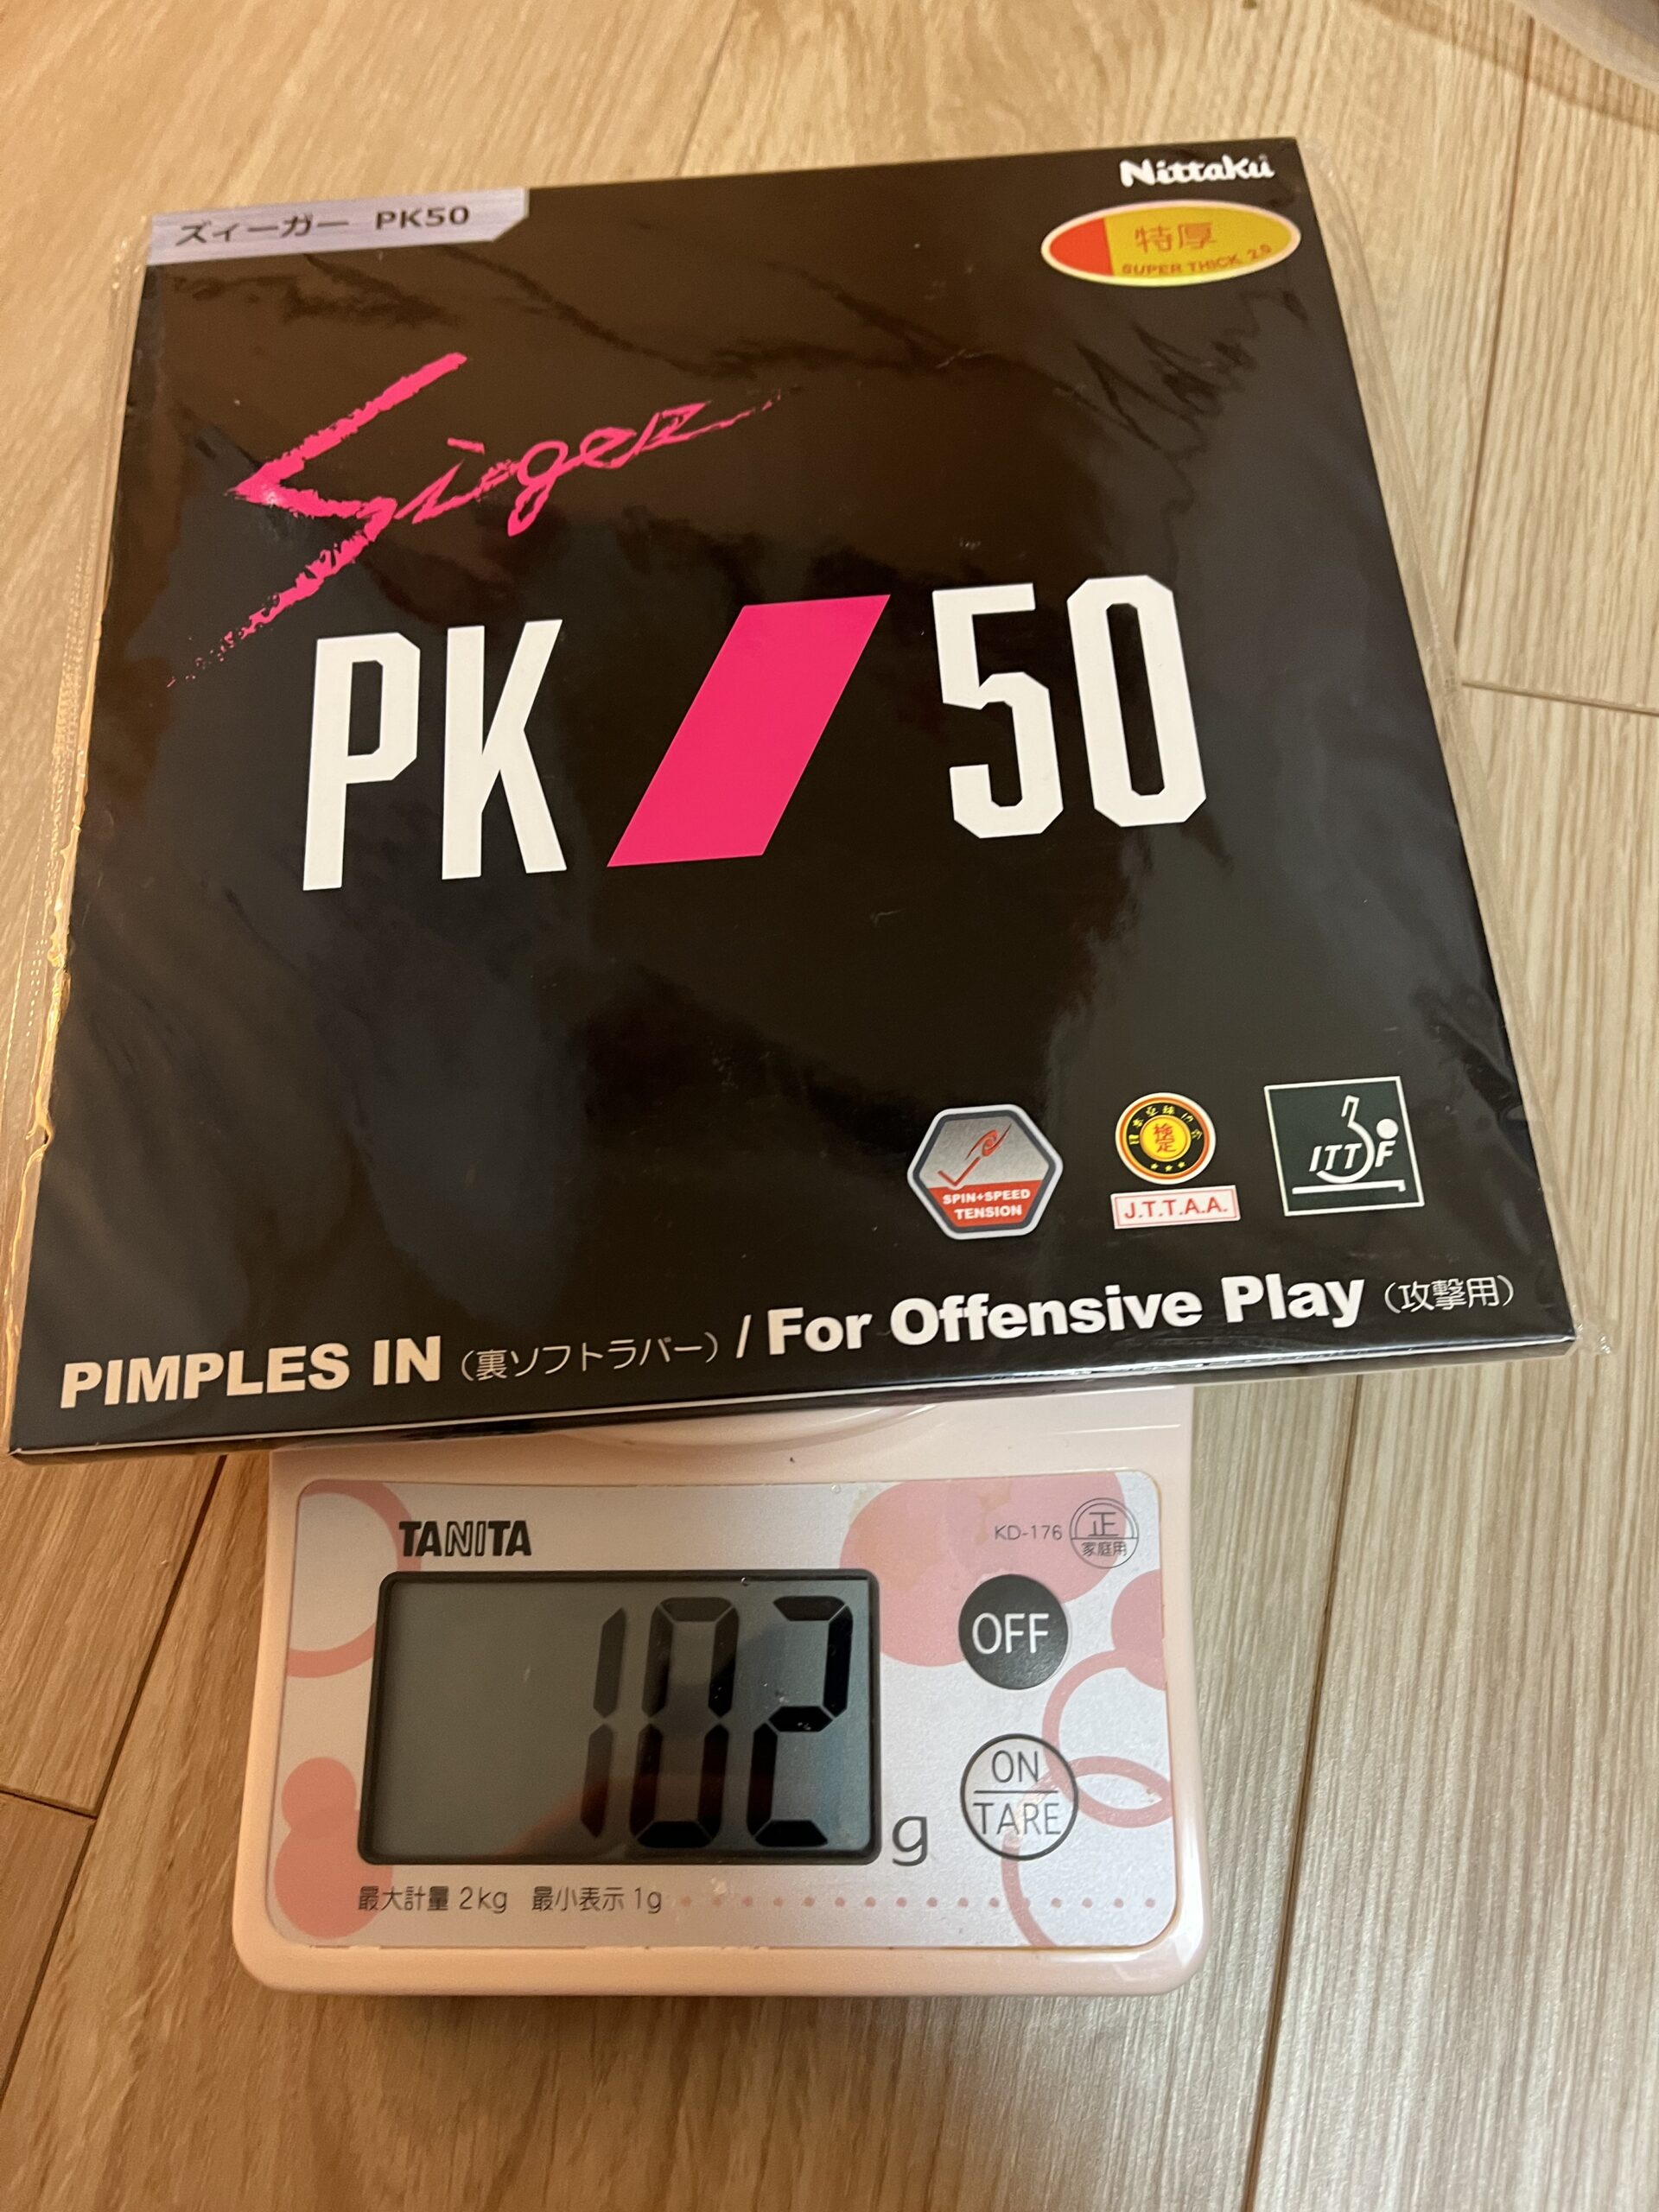 ズィーガー PK50
Nittaku
特厚
SUPER THICK 2.0
Siger
PK 50
SPIN+SPEED
TENSION
検定
J.T.T.A.A.
ITTF
PIMPLES IN（裏ソフトラバー）/ For Offensive Play（攻撃用）
TANITA
KD-176
正
家庭用
102 g
OFF
ON
TARE
最大計量 2kg 最小表示 1g